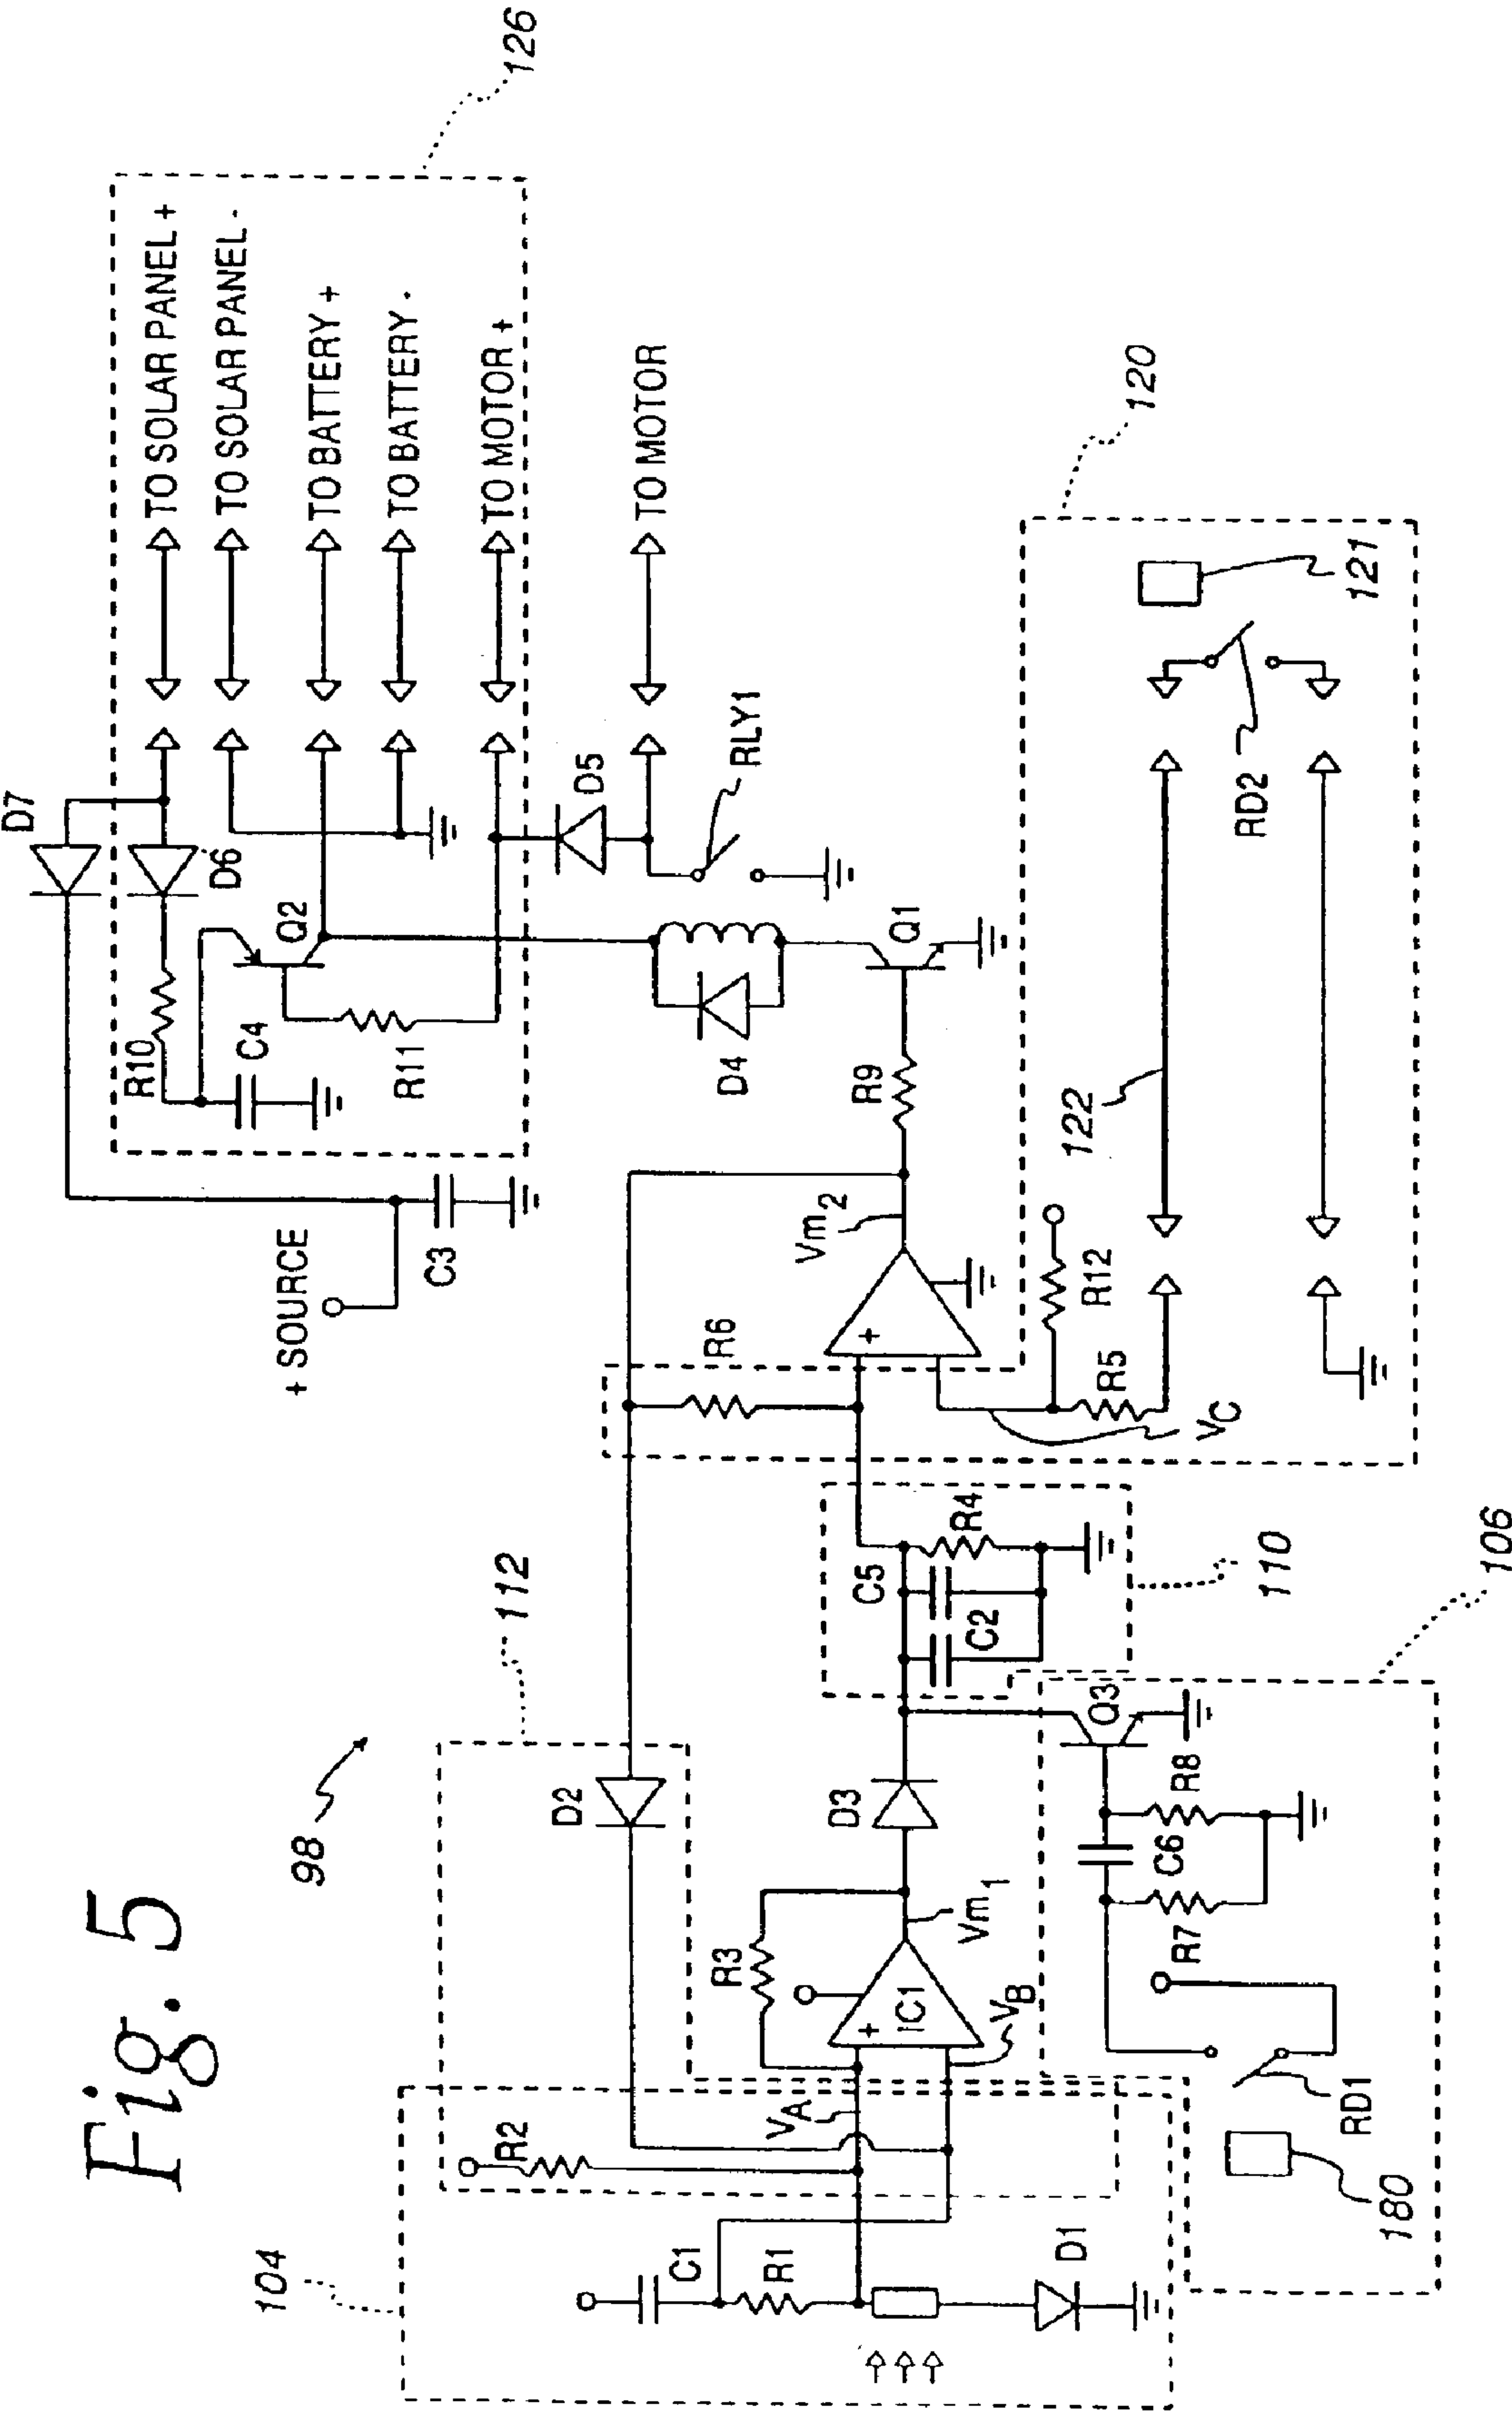 Fig. 5
98
D7
TO SOLAR PANEL +
TO SOLAR PANEL -
TO BATTERY +
TO BATTERY -
TO MOTOR +
126
D6
R10
Q2
C4
R11
+ SOURCE
C3
D5
TO MOTOR
RLY1
D4
Q1
R9
112
D2
R6
Vm2
104
R2
C1
R1
VA
R3
IC1
VB
Vm1
D3
C5
R4
C2
110
D1
VC
R12
R5
122
RD2
121
120
Q3
R8
C6
R7
RD1
180
106